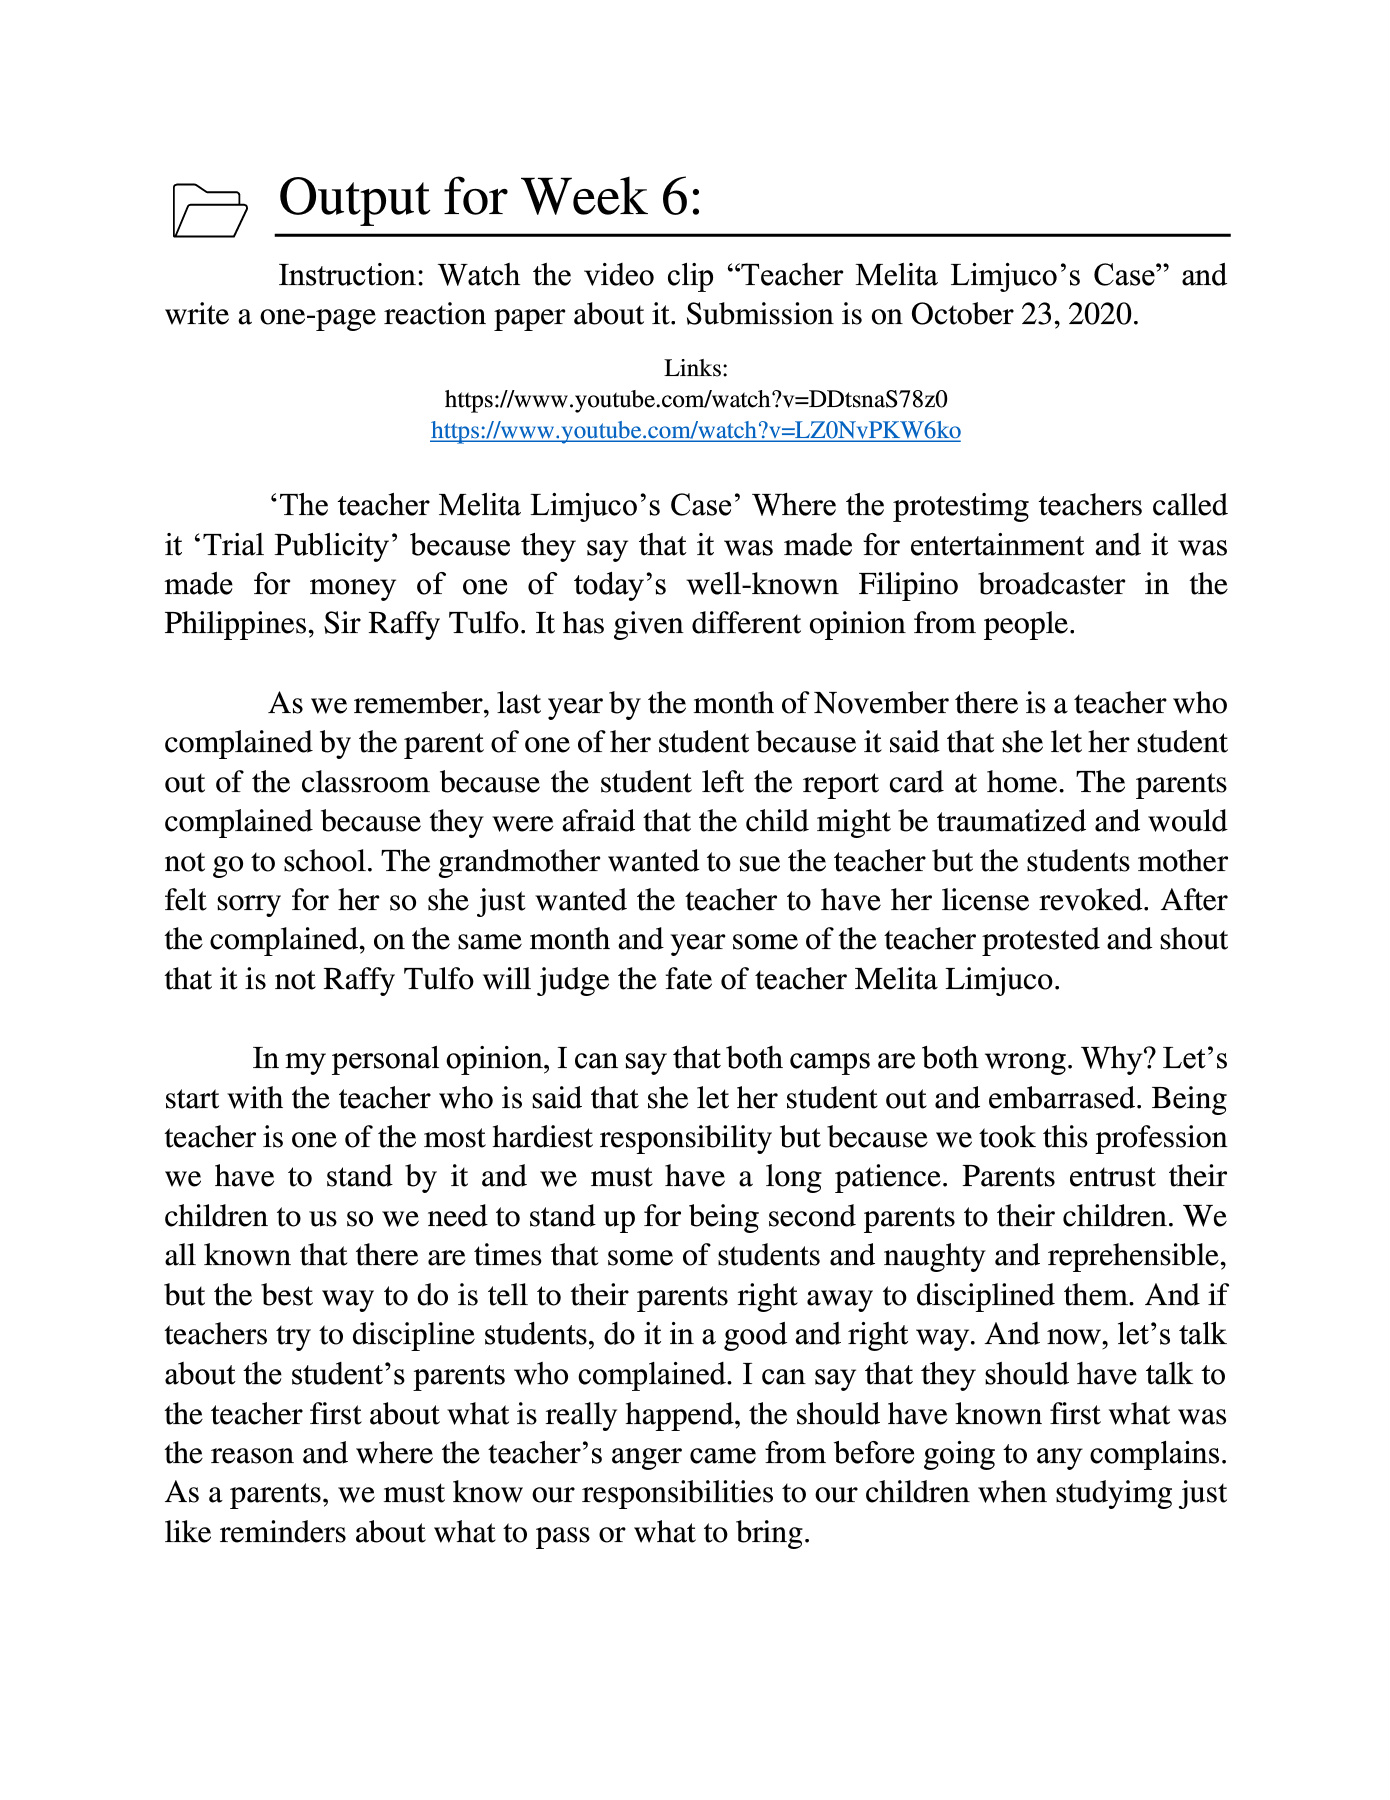 Output for Week 6:
Instruction: Watch the video clip “Teacher Melita Limjuco’s Case” and
write a one-page reaction paper about it. Submission is on October 23, 2020.
Links:
https://www.youtube.com/watch?v=DDtsnaS78z0
https://www.youtube.com/watch?v=LZ0NvPKW6ko
‘The teacher Melita Limjuco’s Case’ Where the protestimg teachers called
it ‘Trial Publicity’ because they say that it was made for entertainment and it was
made for money of one of today’s well-known Filipino broadcaster in the
Philippines, Sir Raffy Tulfo. It has given different opinion from people.
As we remember, last year by the month of November there is a teacher who
complained by the parent of one of her student because it said that she let her student
out of the classroom because the student left the report card at home. The parents
complained because they were afraid that the child might be traumatized and would
not go to school. The grandmother wanted to sue the teacher but the students mother
felt sorry for her so she just wanted the teacher to have her license revoked. After
the complained, on the same month and year some of the teacher protested and shout
that it is not Raffy Tulfo will judge the fate of teacher Melita Limjuco.
In my personal opinion, I can say that both camps are both wrong. Why? Let’s
start with the teacher who is said that she let her student out and embarrased. Being
teacher is one of the most hardiest responsibility but because we took this profession
we have to stand by it and we must have a long patience. Parents entrust their
children to us so we need to stand up for being second parents to their children. We
all known that there are times that some of students and naughty and reprehensible,
but the best way to do is tell to their parents right away to disciplined them. And if
teachers try to discipline students, do it in a good and right way. And now, let’s talk
about the student’s parents who complained. I can say that they should have talk to
the teacher first about what is really happend, the should have known first what was
the reason and where the teacher’s anger came from before going to any complains.
As a parents, we must know our responsibilities to our children when studyimg just
like reminders about what to pass or what to bring.